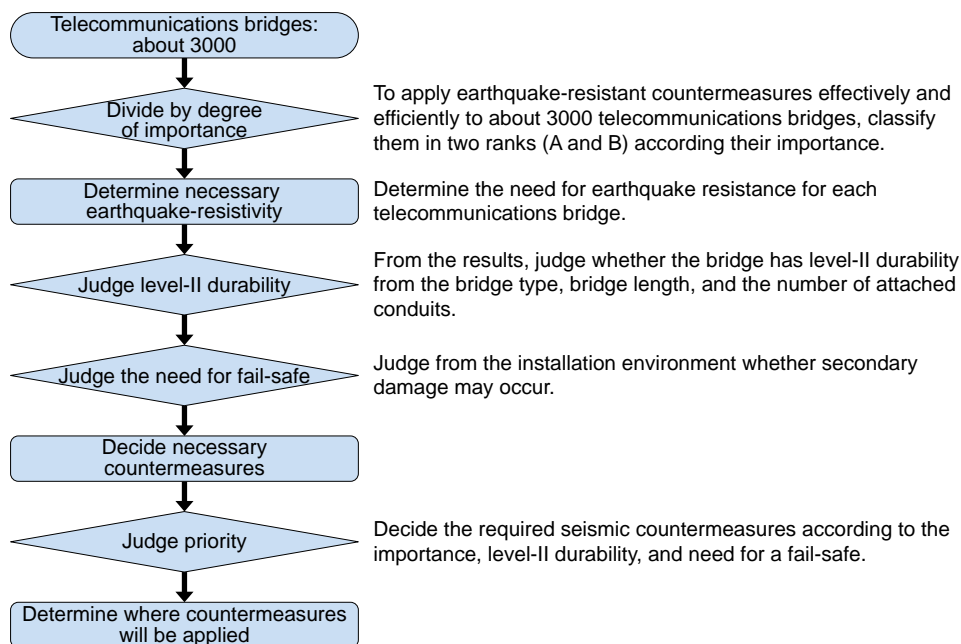 Telecommunications bridges:
about 3000
Divide by degree
of importance
To apply earthquake-resistant countermeasures effectively and
efficiently to about 3000 telecommunications bridges, classify
them in two ranks (A and B) according their importance.
Determine necessary
earthquake-resistivity
Determine the need for earthquake resistance for each
telecommunications bridge.
Judge level-II durability
From the results, judge whether the bridge has level-II durability
from the bridge type, bridge length, and the number of attached
conduits.
Judge the need for fail-safe
Judge from the installation environment whether secondary
damage may occur.
Decide necessary
countermeasures
Judge priority
Decide the required seismic countermeasures according to the
importance, level-II durability, and need for a fail-safe.
Determine where countermeasures
will be applied